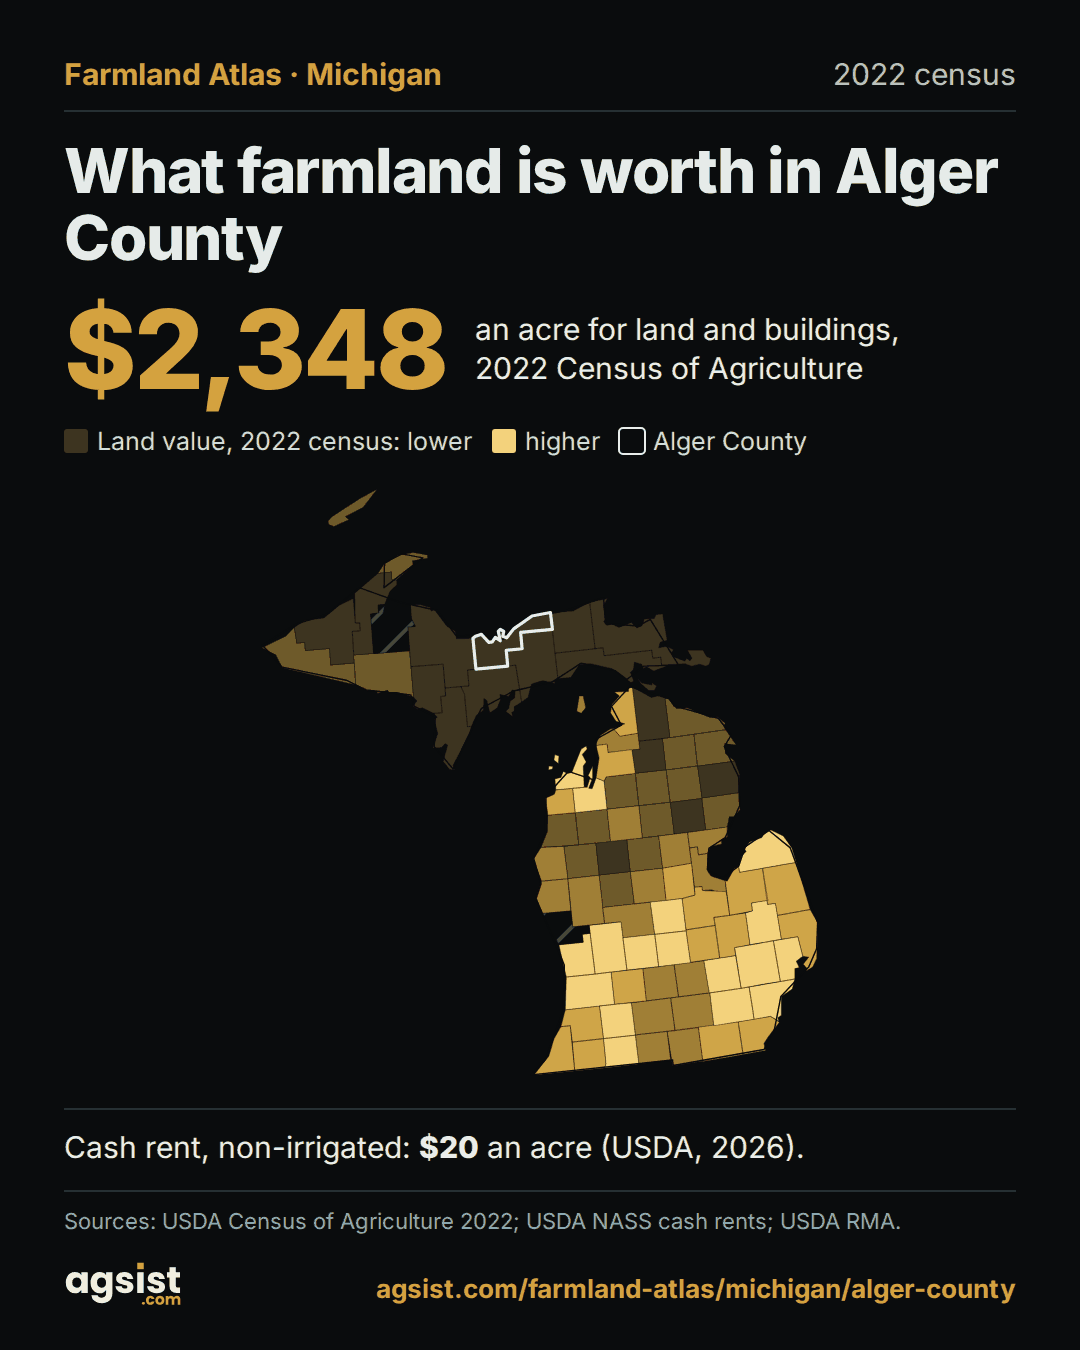 Farmland Atlas · Michigan
2022 census
What farmland is worth in Alger
County
$2,348
an acre for land and buildings,
2022 Census of Agriculture
Land value, 2022 census: lower
higher
Alger County
Cash rent, non-irrigated: $20 an acre (USDA, 2026).
Sources: USDA Census of Agriculture 2022; USDA NASS cash rents; USDA RMA.
agsist
.com
agsist.com/farmland-atlas/michigan/alger-county